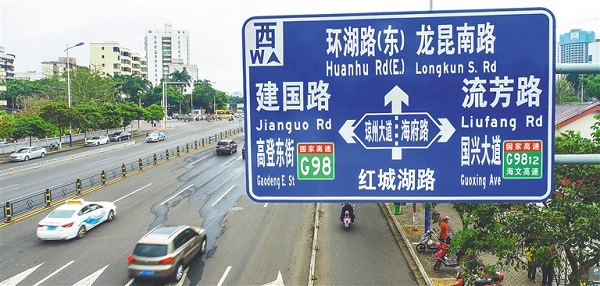 西
W
环湖路(东) 龙昆南路
Huanhu Rd(E.) Longkun S. Rd
建国路
Jianguo Rd
高登东街
Gaodeng E. St
国家高速
G98
琼州大道
海府路
流芳路
Liufang Rd
国兴大道
Guoxing Ave
国家高速
G9812
海文高速
红城湖路